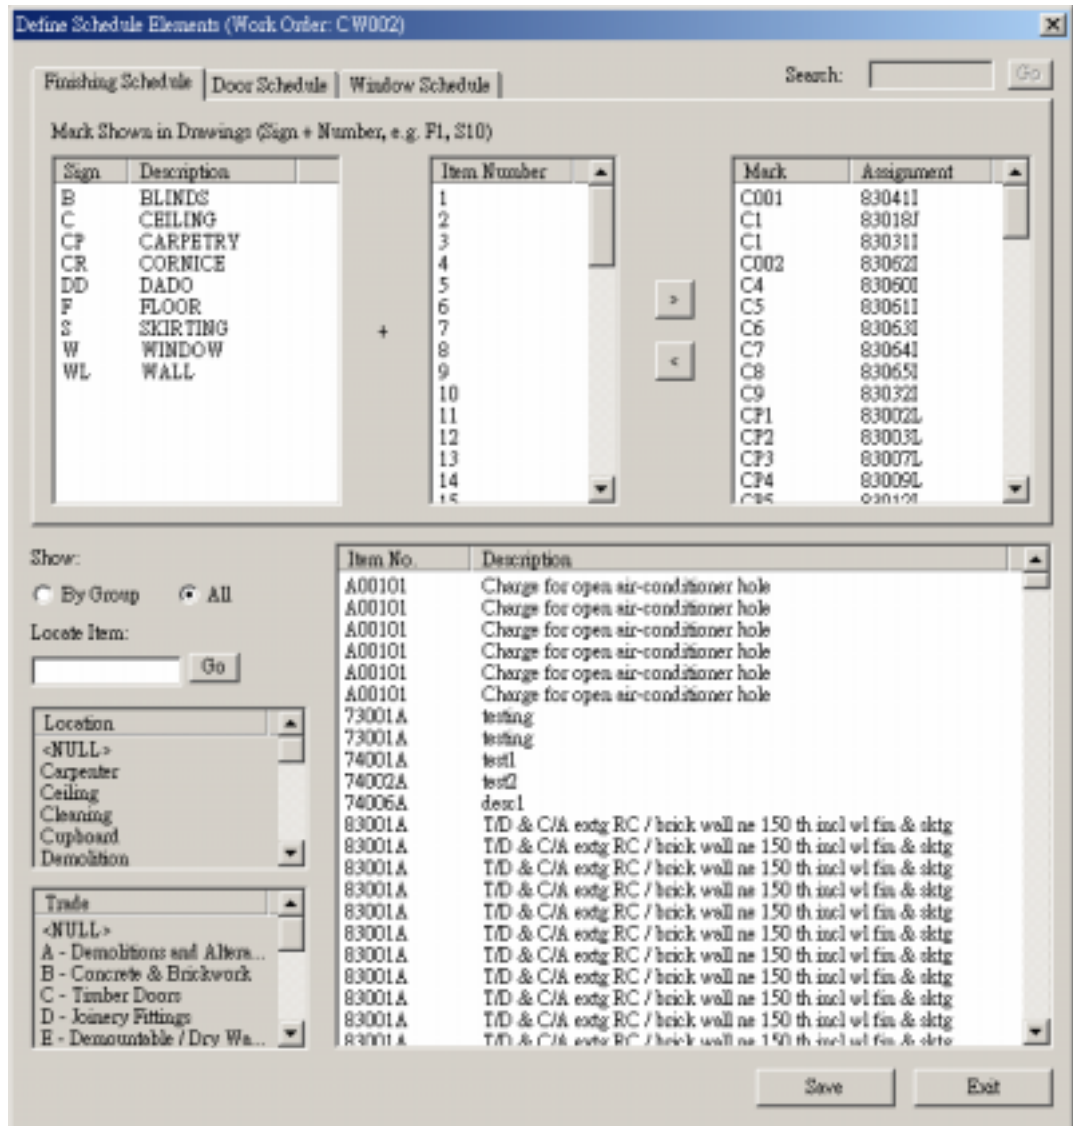 Define Schedule Elements (Work Order: CW002)
Finishing Schedule Door Schedule Window Schedule Search: Go
Mark Shown in Drawings (Sign + Number, e.g. F1, S10)
Sign Description Item Number Mark Assignment
B BLINDS 1 C001 83041I
C CEILING 2 C1 83018J
CP CARPETRY 3 C1 83031I
CR CORNICE 4 C002 83062I
DD DADO 5 C4 83060I
F FLOOR 6 > C5 83061I
S SKIRTING + 7 C6 83063I
W WINDOW 8 < C7 83064I
WL WALL 9 C8 83065I
10 C9 83032I
11 CP1 83002L
12 CP2 83003L
13 CP3 83007L
14 CP4 83009L
15 CP5
Show:
By Group All
Locate Item:
Go
Location
<NULL>
Carpenter
Ceiling
Cleaning
Cupboard
Demolition
Trade
<NULL>
A - Demolitions and Altera...
B - Concrete & Brickwork
C - Timber Doors
D - Joinery Fittings
E - Demountable / Dry Wa...
Item No. Description
A00101 Charge for open air-conditioner hole
A00101 Charge for open air-conditioner hole
A00101 Charge for open air-conditioner hole
A00101 Charge for open air-conditioner hole
A00101 Charge for open air-conditioner hole
A00101 Charge for open air-conditioner hole
73001A testing
73001A testing
74001A test1
74002A test2
74006A desc1
83001A T/D & C/A extg RC / brick wall ne 150 th incl wl fin & sktg
83001A T/D & C/A extg RC / brick wall ne 150 th incl wl fin & sktg
83001A T/D & C/A extg RC / brick wall ne 150 th incl wl fin & sktg
83001A T/D & C/A extg RC / brick wall ne 150 th incl wl fin & sktg
83001A T/D & C/A extg RC / brick wall ne 150 th incl wl fin & sktg
83001A T/D & C/A extg RC / brick wall ne 150 th incl wl fin & sktg
83001A T/D & C/A extg RC / brick wall ne 150 th incl wl fin & sktg
83001A T/D & C/A extg RC / brick wall ne 150 th incl wl fin & sktg
83001A T/D & C/A extg RC / brick wall ne 150 th incl wl fin & sktg
83001A T/D & C/A extg RC / brick wall ne 150 th incl wl fin & sktg
83001A T/D & C/A extg RC / brick wall ne 150 th incl wl fin & sktg
Save Exit